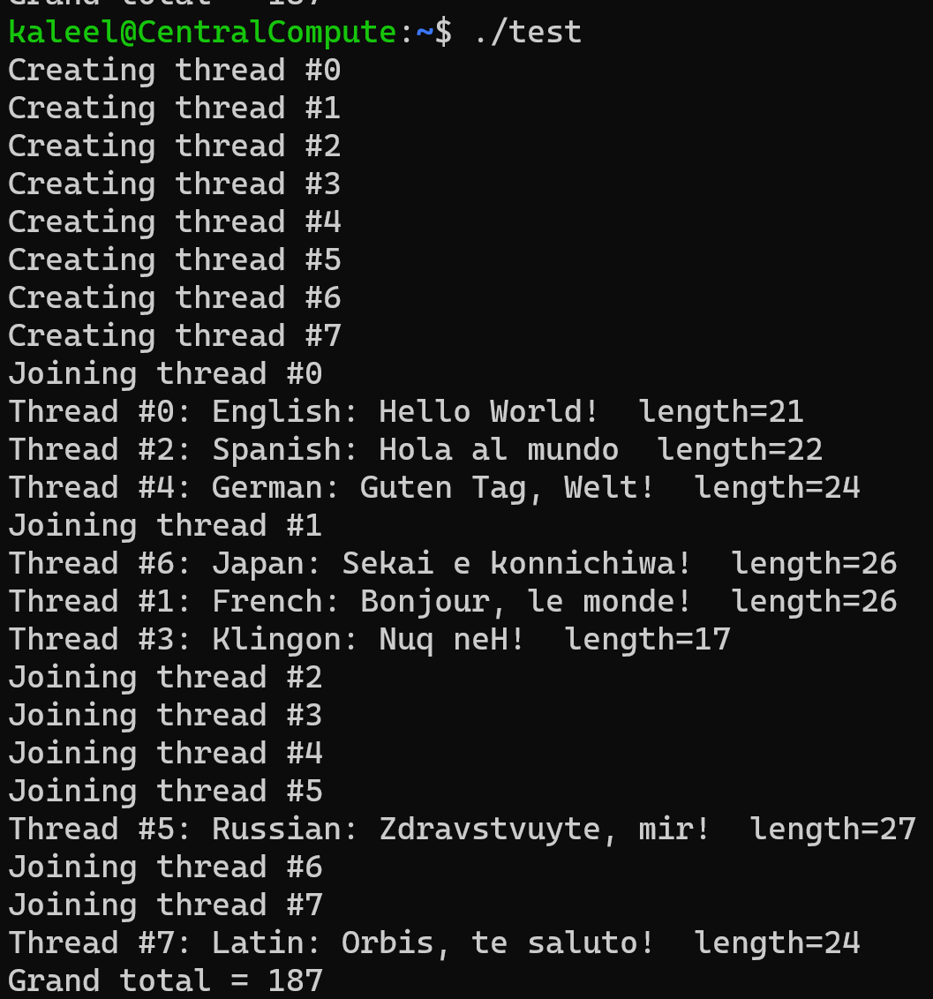 Grand total = 187
kaleel@CentralCompute:~$ ./test
Creating thread #0
Creating thread #1
Creating thread #2
Creating thread #3
Creating thread #4
Creating thread #5
Creating thread #6
Creating thread #7
Joining thread #0
Thread #0: English: Hello World!  length=21
Thread #2: Spanish: Hola al mundo  length=22
Thread #4: German: Guten Tag, Welt!  length=24
Joining thread #1
Thread #6: Japan: Sekai e konnichiwa!  length=26
Thread #1: French: Bonjour, le monde!  length=26
Thread #3: Klingon: Nuq neH!  length=17
Joining thread #2
Joining thread #3
Joining thread #4
Joining thread #5
Thread #5: Russian: Zdravstvuyte, mir!  length=27
Joining thread #6
Joining thread #7
Thread #7: Latin: Orbis, te saluto!  length=24
Grand total = 187